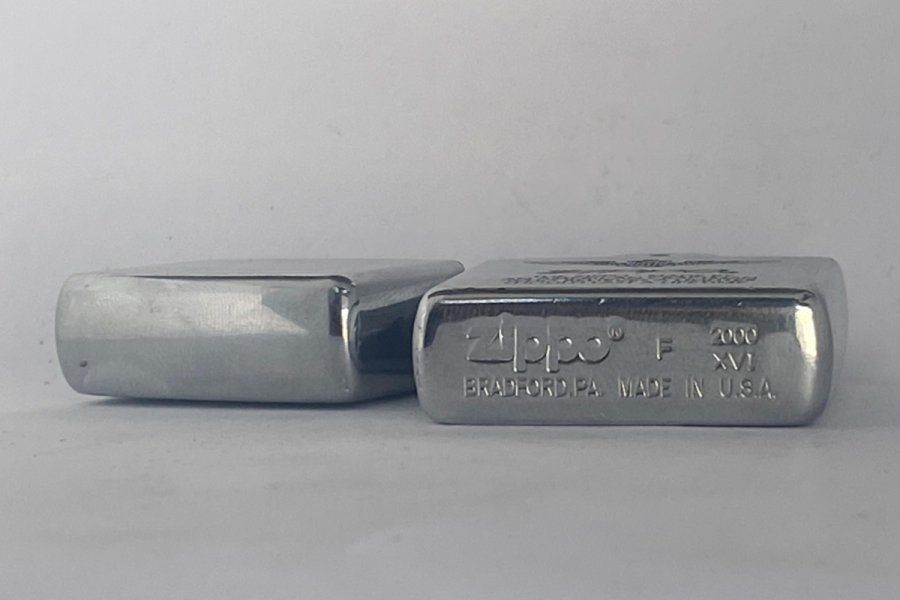 Zippo® F 2000
XVI
BRADFORD,PA. MADE IN U.S.A.